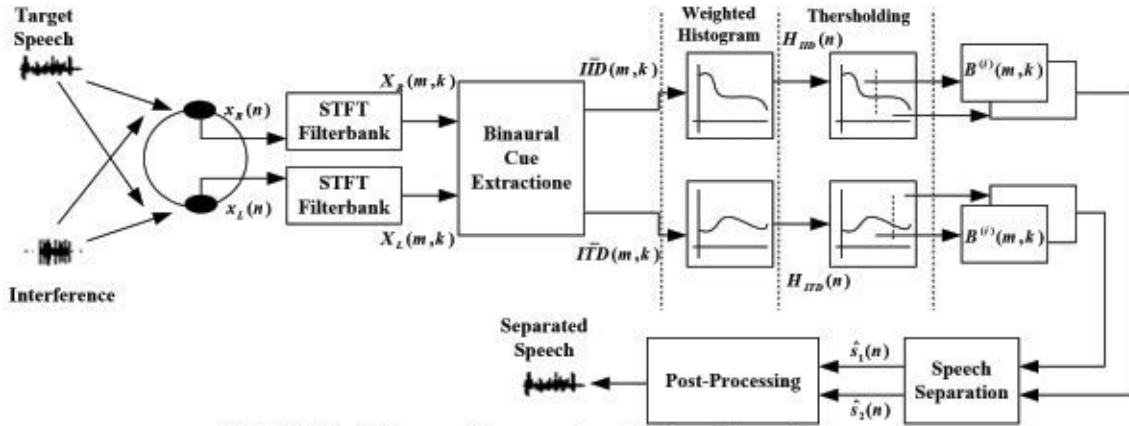 Target
Speech
Interference
x_R(n)
x_L(n)
STFT
Filterbank
STFT
Filterbank
X_R(m,k)
X_L(m,k)
Binaural
Cue
Extractione
IĨD(m,k)
IT̃D(m,k)
Weighted
Histogram
Thersholding
H_IID(n)
H_ITD(n)
B^(i)(m,k)
B^(i)(m,k)
Speech
Separation
ŝ_1(n)
ŝ_2(n)
Post-Processing
Separated
Speech